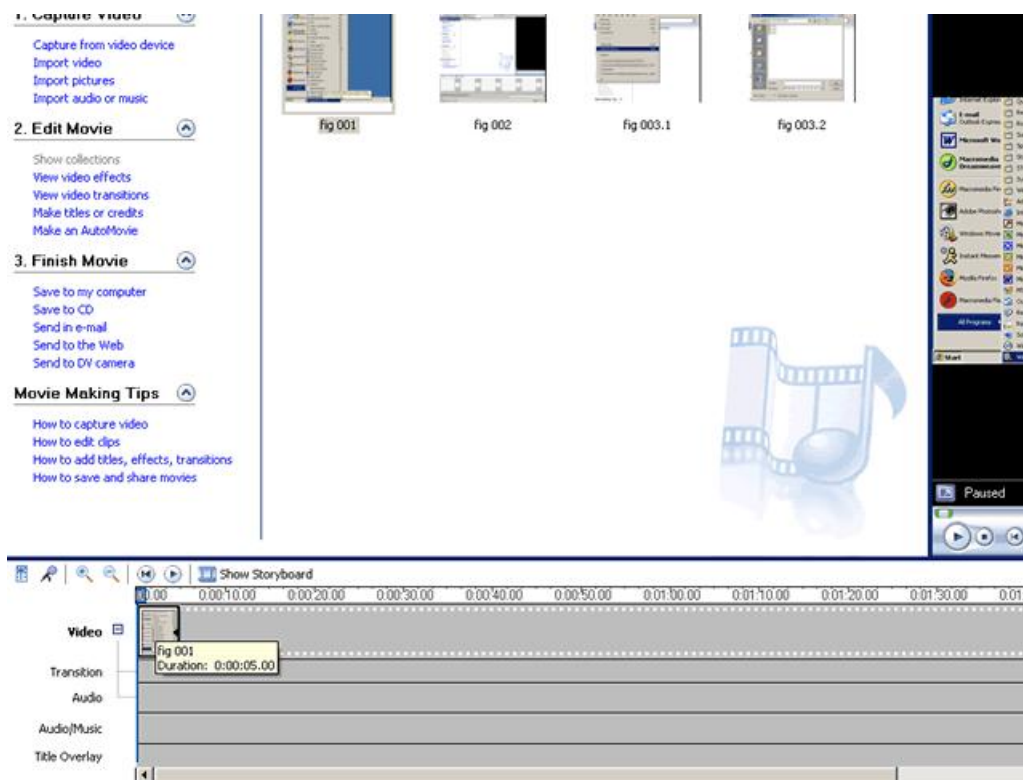 1. Capture Video
Capture from video device
Import video
Import pictures
Import audio or music
2. Edit Movie
Show collections
View video effects
View video transitions
Make titles or credits
Make an AutoMovie
3. Finish Movie
Save to my computer
Save to CD
Send in e-mail
Send to the Web
Send to DV camera
Movie Making Tips
How to capture video
How to edit clips
How to add titles, effects, transitions
How to save and share movies
fig 001 fig 002 fig 003.1 fig 003.2
Internet Explo
E-mail
Outlook Expres
Microsoft Wo
Macromedia
Dreamweave
Macromedia Fir
Adobe Photosh
Windows Movie
Instant Messen
Mozilla Firefox
Macromedia Fla
All Programs
Start
Paused
Show Storyboard
0:00:10.00 0:00:20.00 0:00:30.00 0:00:40.00 0:00:50.00 0:01:00.00 0:01:10.00 0:01:20.00 0:01:30.00 0:01
Video
fig 001
Duration: 0:00:05.00
Transition
Audio
Audio/Music
Title Overlay